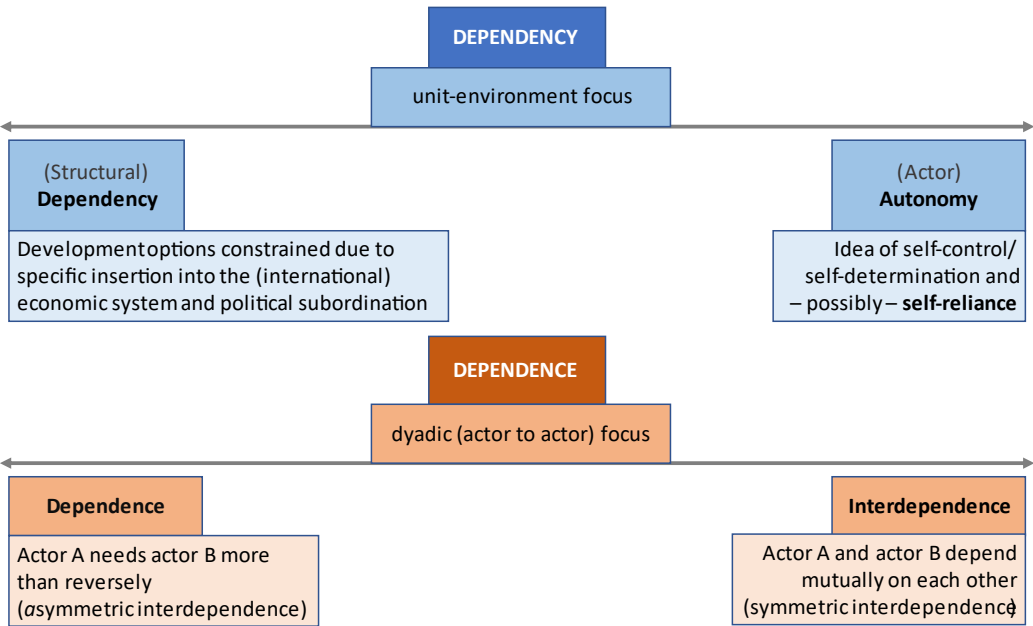 DEPENDENCY
unit-environment focus
(Structural)
Dependency
Development options constrained due to
specific insertion into the (international)
economic system and political subordination
(Actor)
Autonomy
Idea of self-control/
self-determination and
– possibly – self-reliance
DEPENDENCE
dyadic (actor to actor) focus
Dependence
Actor A needs actor B more
than reversely
(asymmetric interdependence)
Interdependence
Actor A and actor B depend
mutually on each other
(symmetric interdependence)